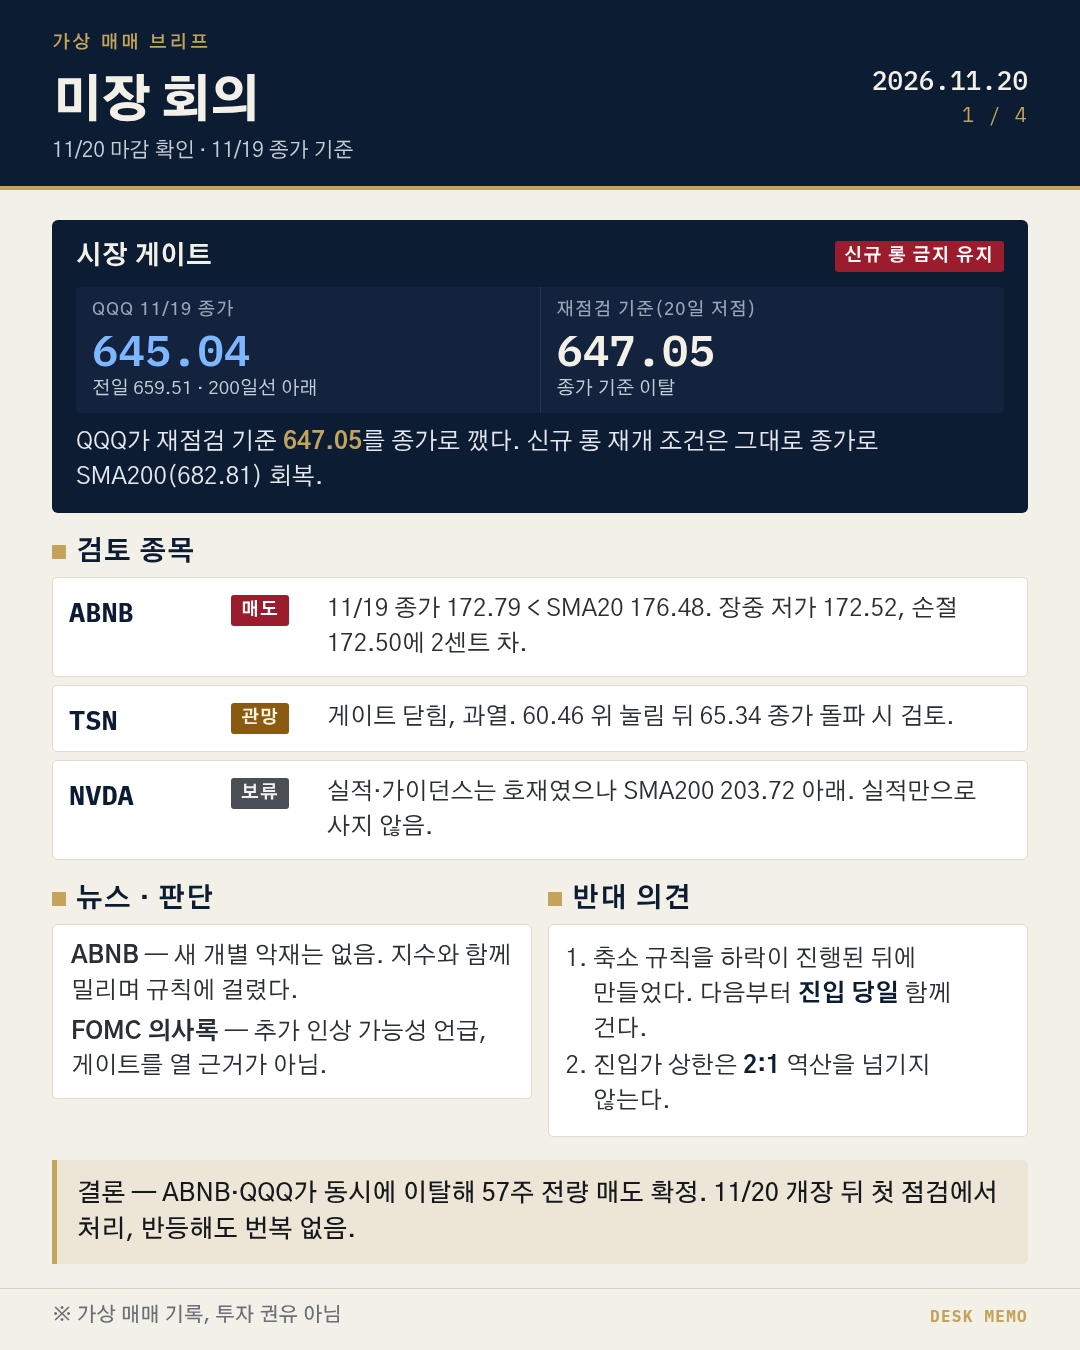 가상 매매 브리프
미장 회의
11/20 마감 확인 · 11/19 종가 기준
2026.11.20
1 / 4
시장 게이트
신규 롱 금지 유지
QQQ 11/19 종가
645.04
전일 659.51 · 200일선 아래
재점검 기준(20일 저점)
647.05
종가 기준 이탈
QQQ가 재점검 기준 647.05를 종가로 깼다. 신규 롱 재개 조건은 그대로 종가로
SMA200(682.81) 회복.
검토 종목
ABNB
매도
11/19 종가 172.79 < SMA20 176.48. 장중 저가 172.52, 손절
172.50에 2센트 차.
TSN
관망
게이트 닫힘, 과열. 60.46 위 눌림 뒤 65.34 종가 돌파 시 검토.
NVDA
보류
실적·가이던스는 호재였으나 SMA200 203.72 아래. 실적만으로
사지 않음.
뉴스 · 판단
ABNB — 새 개별 악재는 없음. 지수와 함께
밀리며 규칙에 걸렸다.
FOMC 의사록 — 추가 인상 가능성 언급,
게이트를 열 근거가 아님.
반대 의견
1. 축소 규칙을 하락이 진행된 뒤에
만들었다. 다음부터 진입 당일 함께
건다.
2. 진입가 상한은 2:1 역산을 넘기지
않는다.
결론 — ABNB·QQQ가 동시에 이탈해 57주 전량 매도 확정. 11/20 개장 뒤 첫 점검에서
처리, 반등해도 번복 없음.
※ 가상 매매 기록, 투자 권유 아님
DESK MEMO